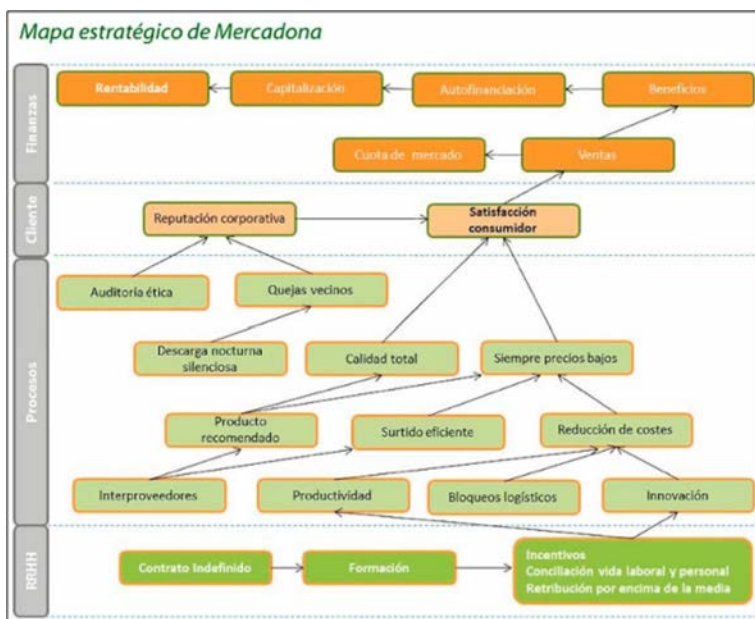 Mapa estratégico de Mercadona
Finanzas
Rentabilidad
Capitalización
Autofinanciación
Beneficios
Cuota de mercado
Ventas
Cliente
Reputación corporativa
Satisfacción
consumidor
Procesos
Auditoría ética
Quejas vecinos
Descarga nocturna
silenciosa
Calidad total
Siempre precios bajos
Producto
recomendado
Surtido eficiente
Reducción de costes
Interproveedores
Productividad
Bloqueos logísticos
Innovación
RRHH
Contrato Indefinido
Formación
Incentivos
Conciliación vida laboral y personal
Retribución por encima de la media